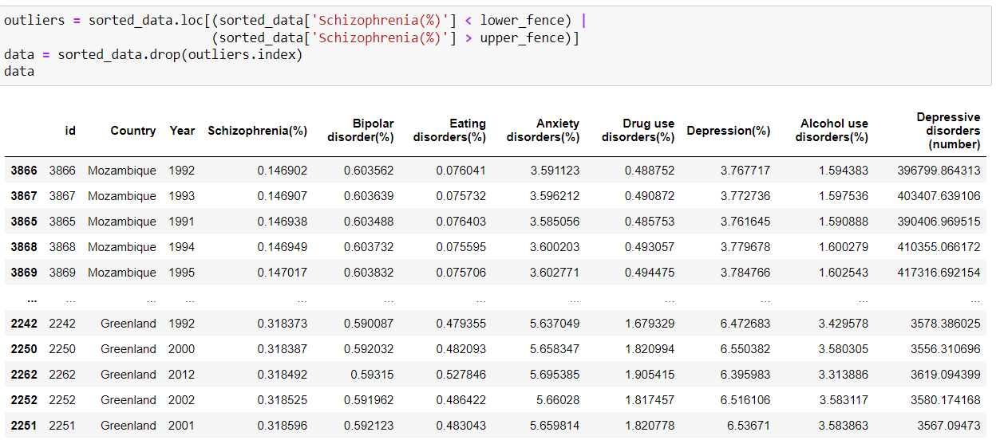 outliers = sorted_data.loc[(sorted_data['Schizophrenia(%)'] < lower_fence) |
(sorted_data['Schizophrenia(%)'] > upper_fence)]
data = sorted_data.drop(outliers.index)
data
id Country Year Schizophrenia(%) Bipolar disorder(%) Eating disorders(%) Anxiety disorders(%) Drug use disorders(%) Depression(%) Alcohol use disorders(%) Depressive disorders (number)
3866 3866 Mozambique 1992 0.146902 0.603562 0.076041 3.591123 0.488752 3.767717 1.594383 396799.864313
3867 3867 Mozambique 1993 0.146907 0.603639 0.075732 3.596212 0.490872 3.772736 1.597536 403407.639106
3865 3865 Mozambique 1991 0.146938 0.603488 0.076403 3.585056 0.485753 3.761645 1.590888 390406.969515
3868 3868 Mozambique 1994 0.146949 0.603732 0.075595 3.600203 0.493057 3.779678 1.600279 410355.066172
3869 3869 Mozambique 1995 0.147017 0.603832 0.075706 3.602771 0.494475 3.784766 1.602543 417316.692154
... ... ... ... ... ... ... ... ... ... ... ...
2242 2242 Greenland 1992 0.318373 0.590087 0.479355 5.637049 1.679329 6.472683 3.429578 3578.386025
2250 2250 Greenland 2000 0.318387 0.592032 0.482093 5.658347 1.820994 6.550382 3.580305 3556.310696
2262 2262 Greenland 2012 0.318492 0.59315 0.527846 5.695385 1.905415 6.395983 3.313886 3619.094399
2252 2252 Greenland 2002 0.318525 0.591962 0.486422 5.66028 1.817457 6.516106 3.583117 3580.174168
2251 2251 Greenland 2001 0.318596 0.592123 0.483043 5.659814 1.820778 6.53671 3.583863 3567.09473